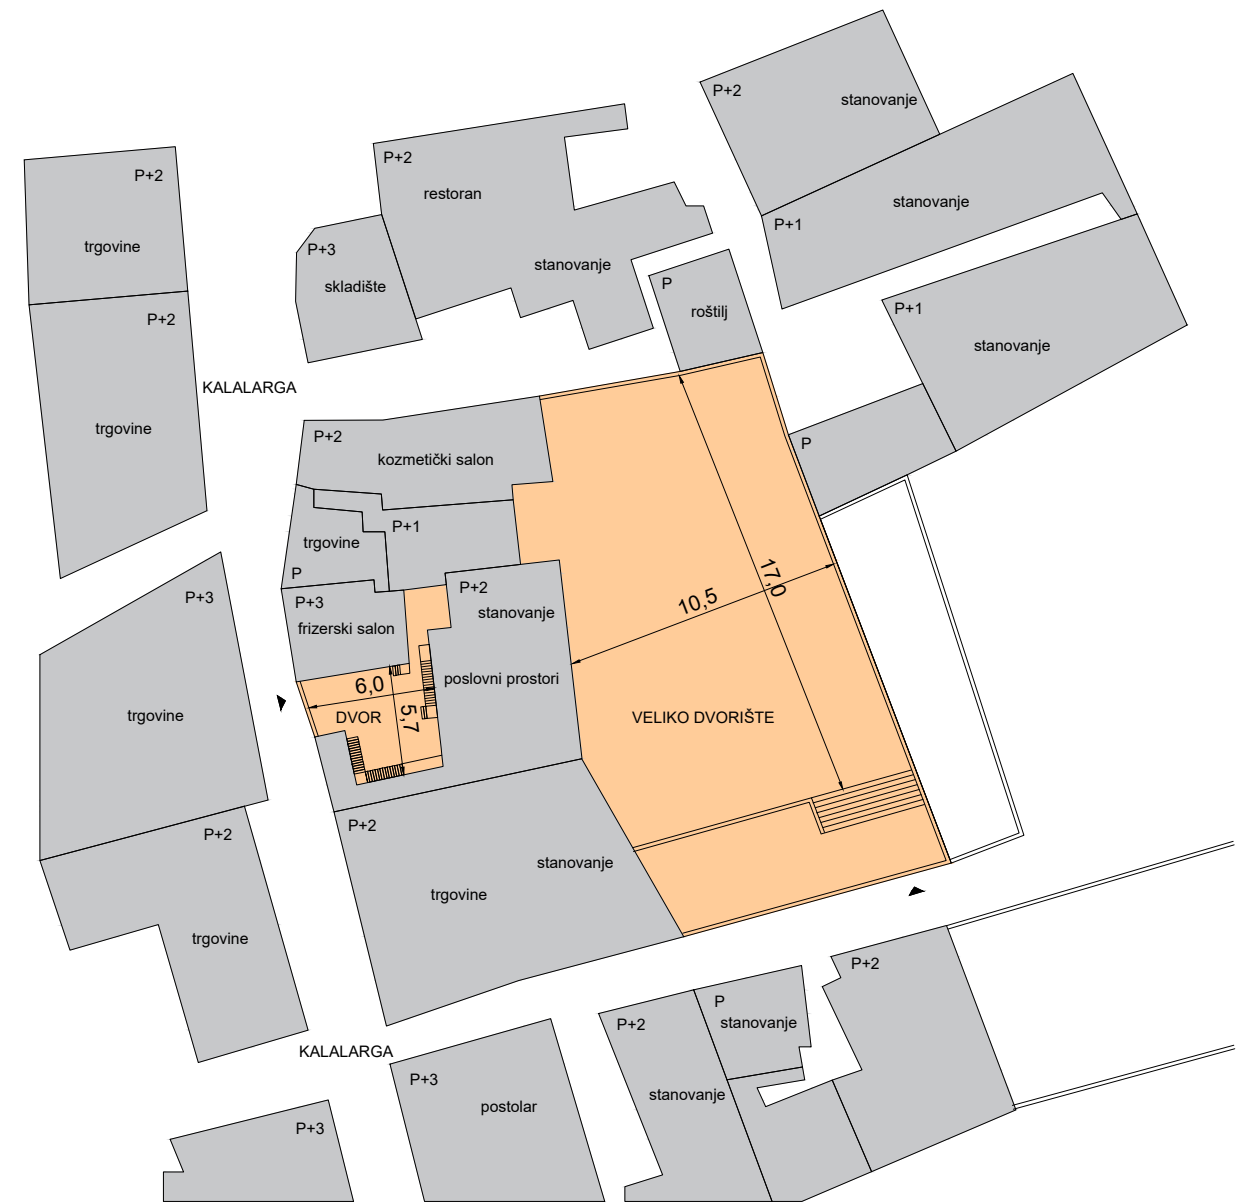 P+2
stanovanje
P+2
trgovine
P+2
restoran
stanovanje
P+3
skladište
P+1
stanovanje
P
roštilj
P+1
stanovanje
P+2
trgovine
KALALARGA
P+2
kozmetički salon
P
P+1
trgovine
P
P+3
frizerski salon
P+2
stanovanje
poslovni prostori
P+3
trgovine
6,0
5,7
DVOR
10,5
17,0
VELIKO DVORIŠTE
P+2
trgovine
P+2
stanovanje
trgovine
KALALARGA
P+3
postolar
P+3
P+2
stanovanje
P
stanovanje
P+2